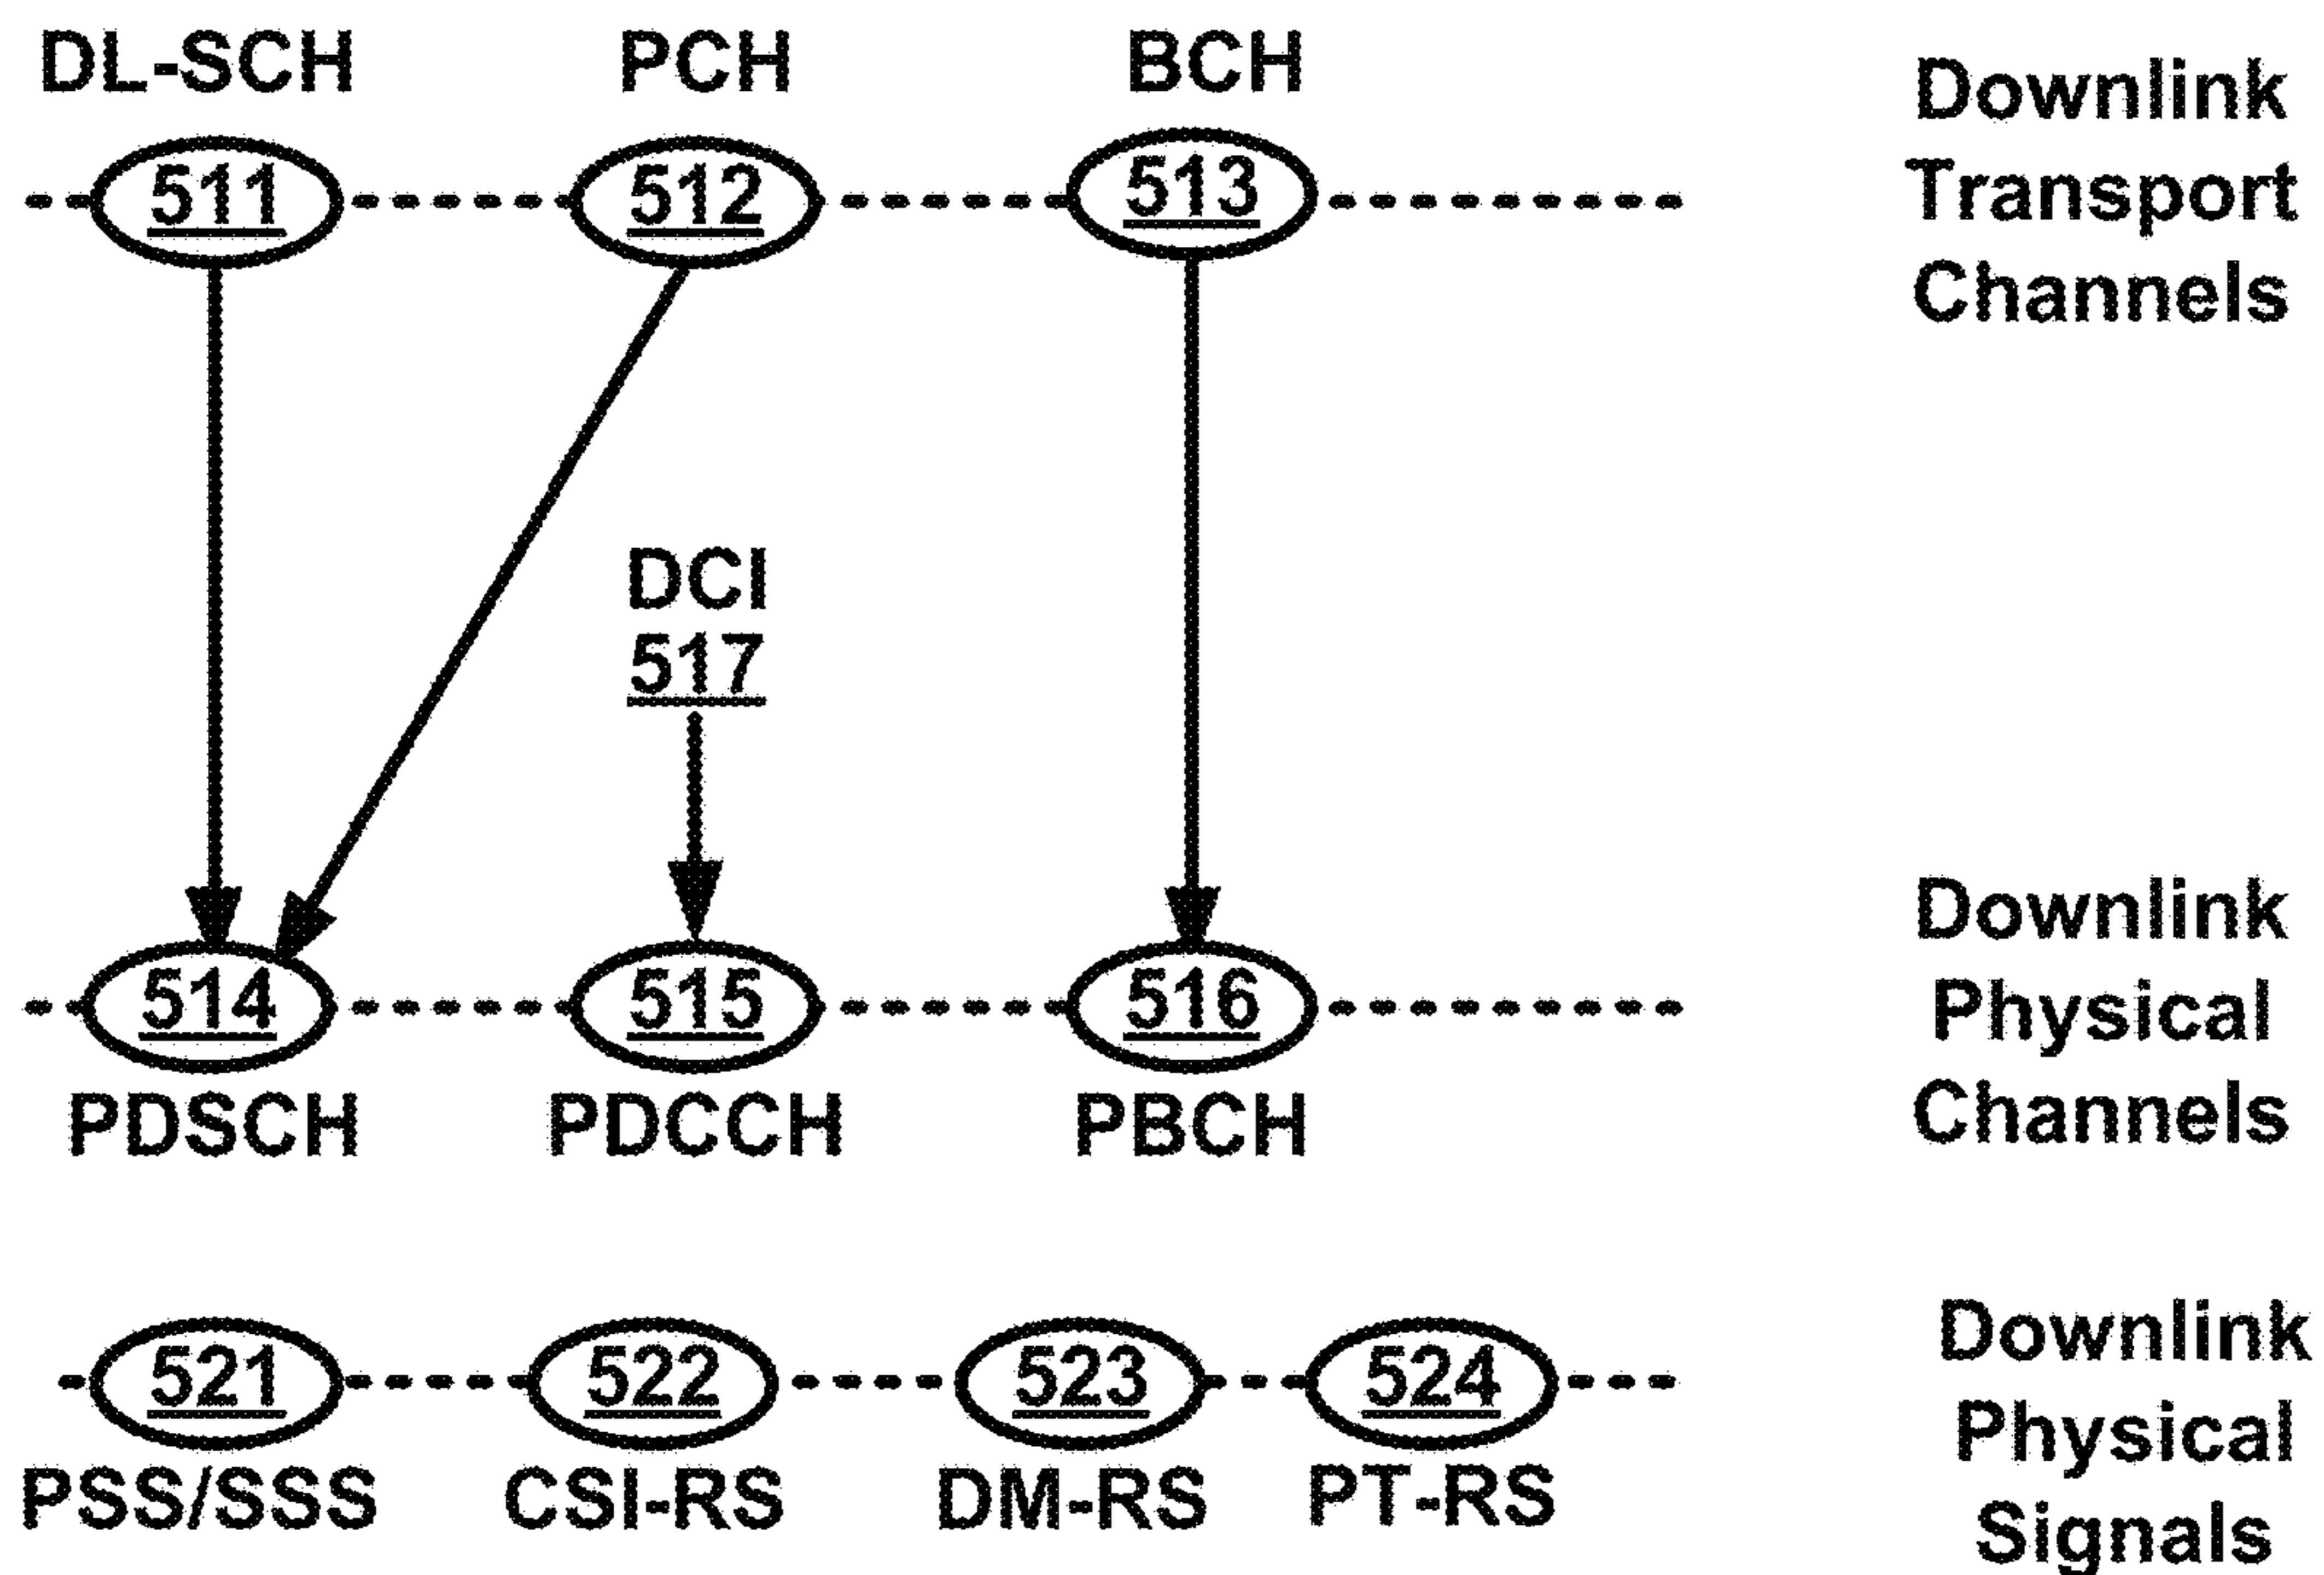 DL-SCH PCH BCH
511 512 513
Downlink
Transport
Channels
DCI
517
514 515 516
PDSCH PDCCH PBCH
Downlink
Physical
Channels
521 522 523 524
PSS/SSS CSI-RS DM-RS PT-RS
Downlink
Physical
Signals